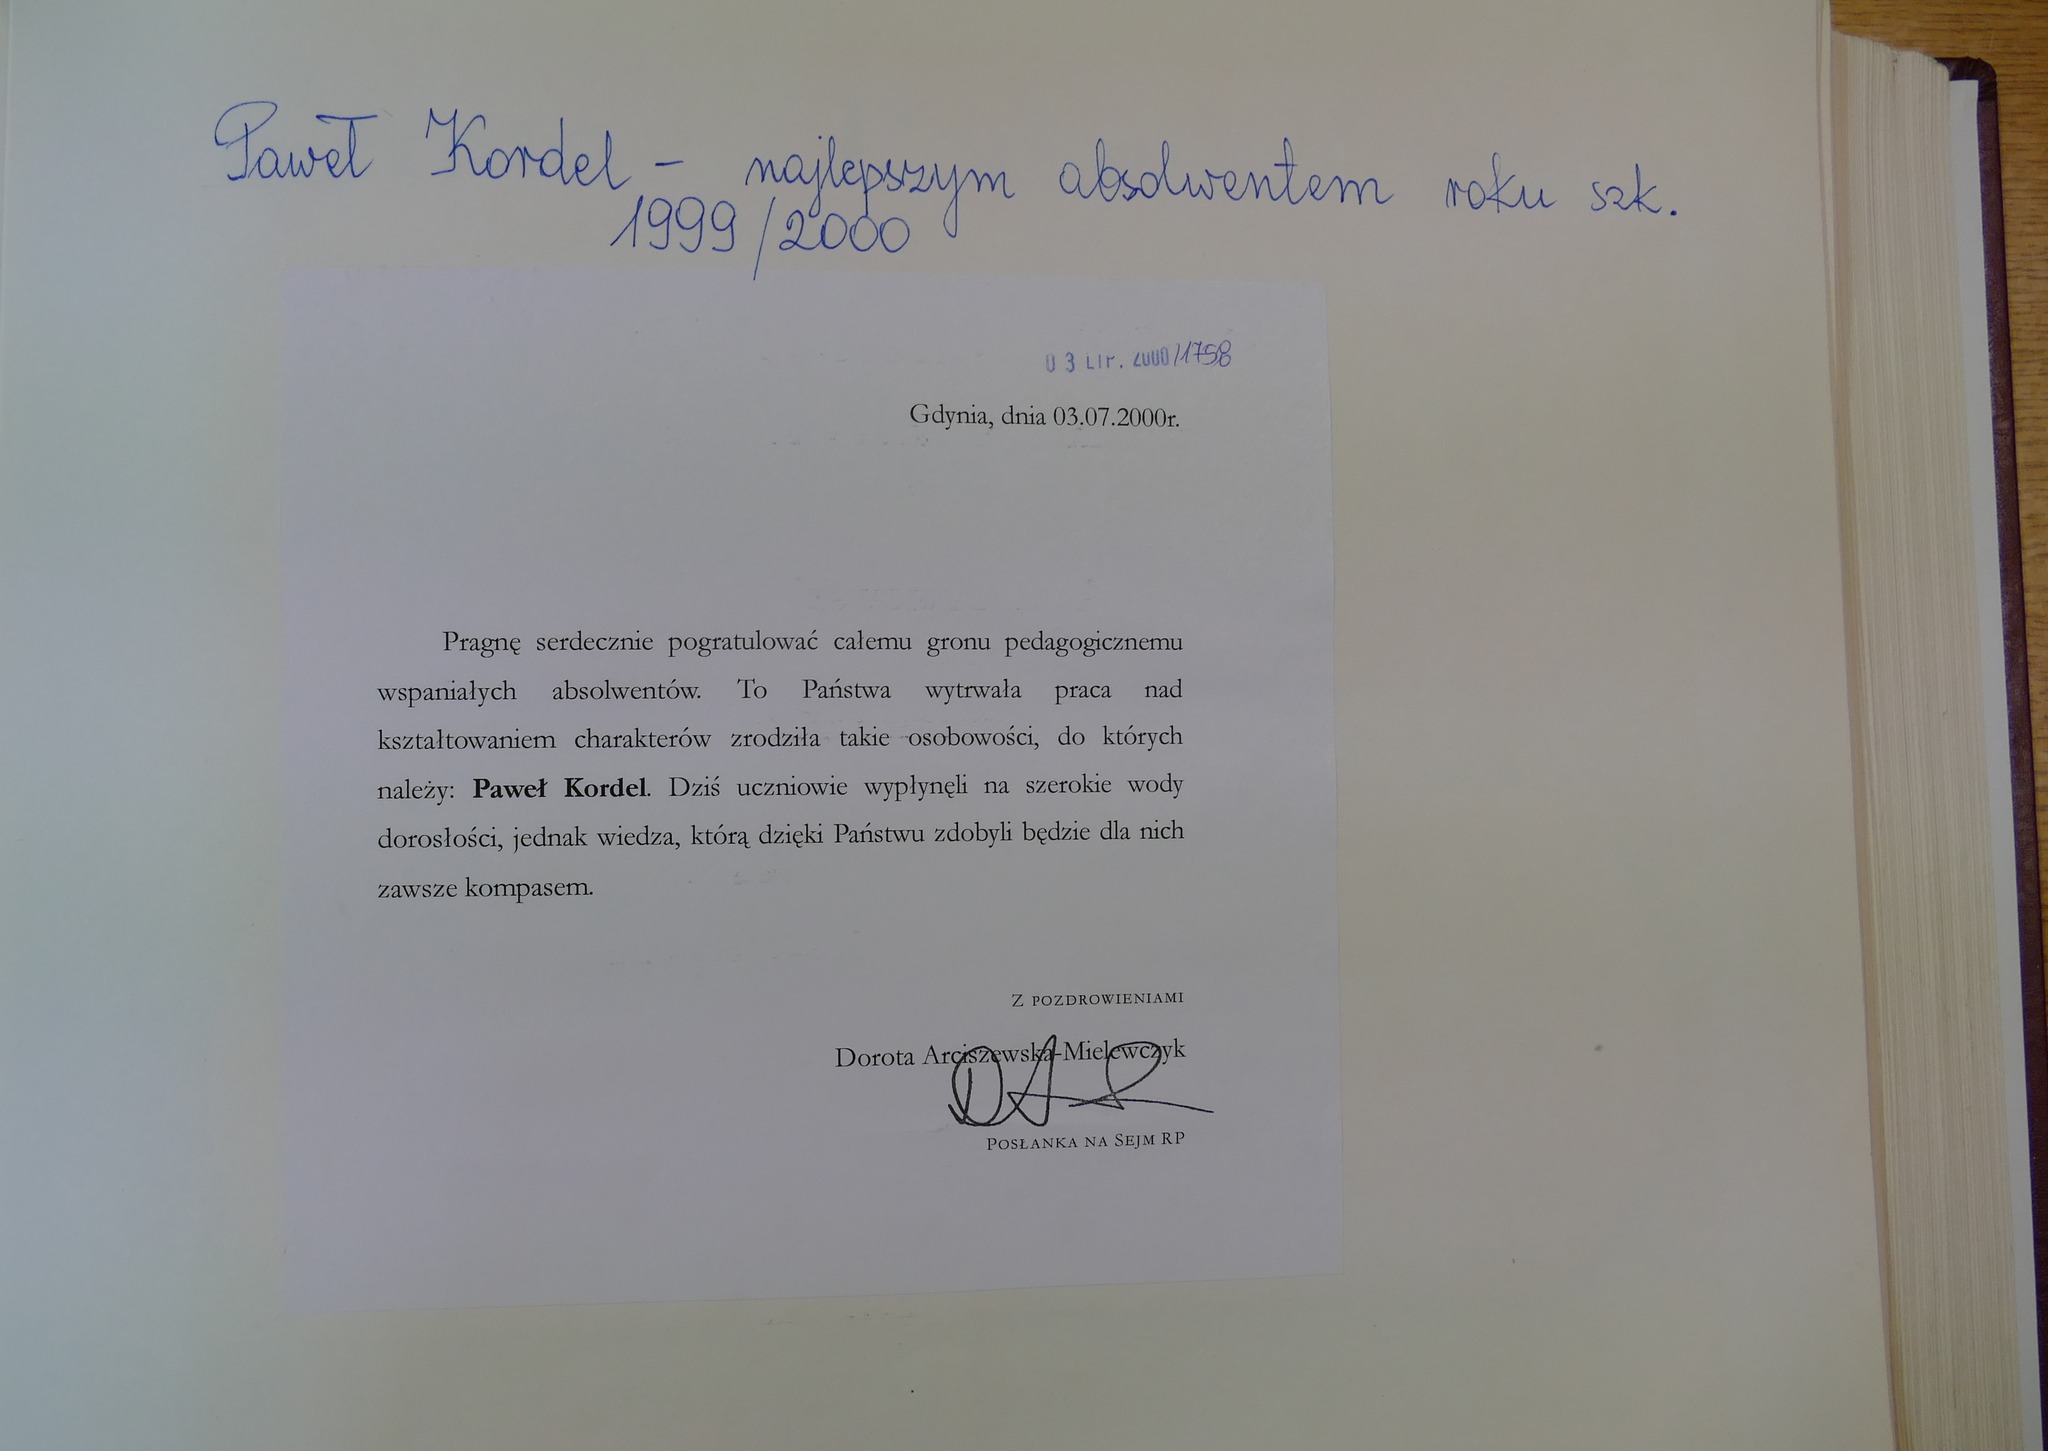 Paweł Kordel - najlepszym absolwentem roku szk.
1999/2000
03 LIP. 2000/1758
Gdynia, dnia 03.07.2000r.
Pragnę serdecznie pogratulować całemu gronu pedagogicznemu
wspaniałych absolwentów. To Państwa wytrwała praca nad
kształtowaniem charakterów zrodziła takie osobowości, do których
należy: Paweł Kordel. Dziś uczniowie wypłynęli na szerokie wody
dorosłości, jednak wiedza, którą dzięki Państwu zdobyli będzie dla nich
zawsze kompasem.
Z POZDROWIENIAMI
Dorota Arciszewska-Mielewczyk
POSŁANKA NA SEJM RP